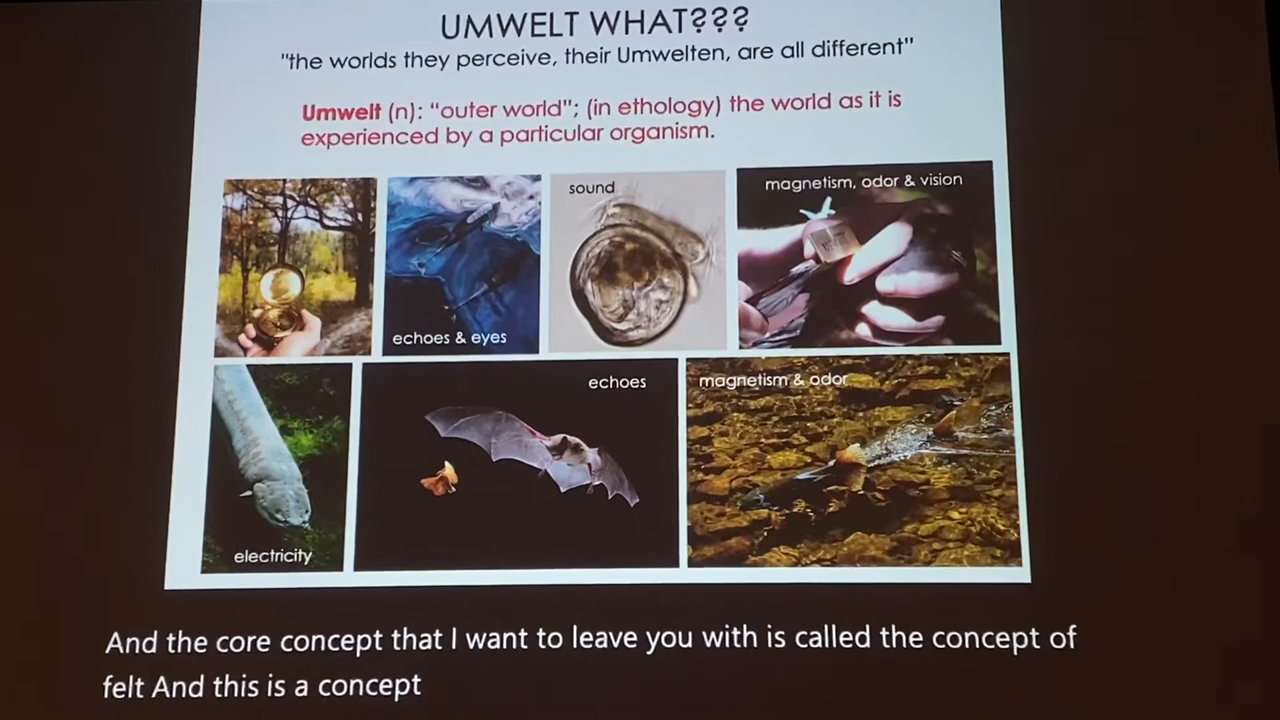 UMWELT WHAT???
"the worlds they perceive, their Umwelten, are all different"
Umwelt (n): "outer world"; (in ethology) the world as it is
experienced by a particular organism.
echoes & eyes
sound
magnetism, odor & vision
electricity
echoes
magnetism & odor
And the core concept that I want to leave you with is called the concept of
felt And this is a concept